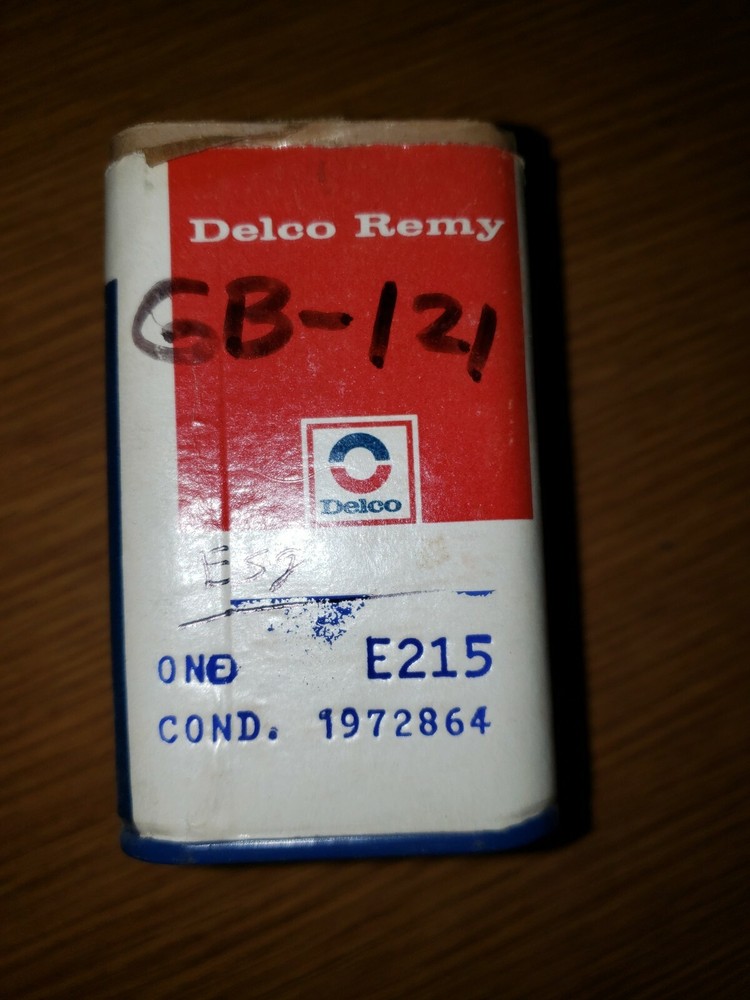 Delco Remy
GB-121
Delco
ONE E215
COND. 1972864